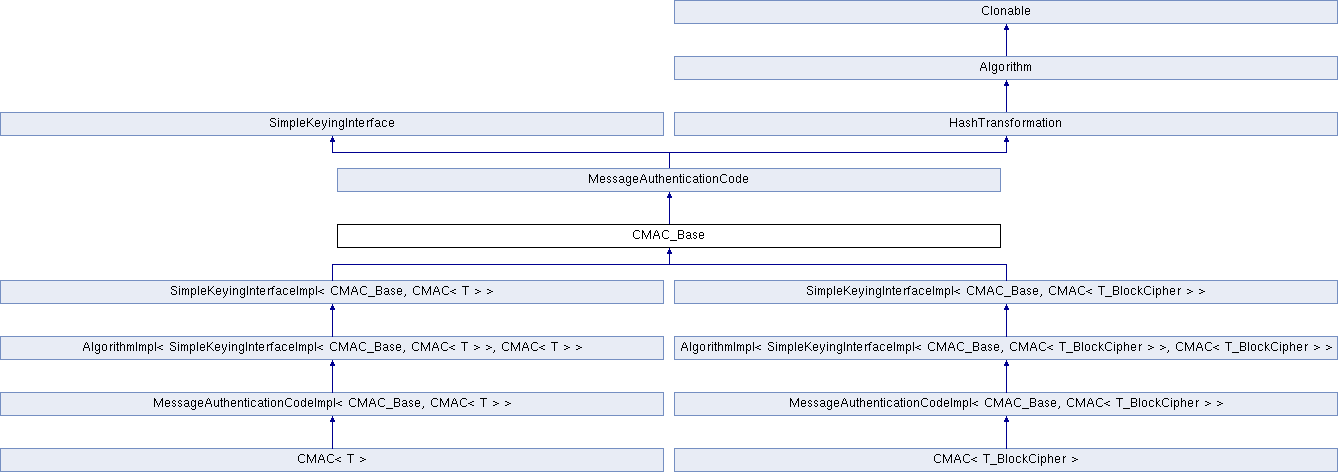 Clonable
Algorithm
SimpleKeyingInterface
HashTransformation
MessageAuthenticationCode
CMAC_Base
SimpleKeyingInterfaceImpl< CMAC_Base, CMAC< T > >
SimpleKeyingInterfaceImpl< CMAC_Base, CMAC< T_BlockCipher > >
AlgorithmImpl< SimpleKeyingInterfaceImpl< CMAC_Base, CMAC< T > >, CMAC< T > >
AlgorithmImpl< SimpleKeyingInterfaceImpl< CMAC_Base, CMAC< T_BlockCipher > >, CMAC< T_BlockCipher > >
MessageAuthenticationCodeImpl< CMAC_Base, CMAC< T > >
MessageAuthenticationCodeImpl< CMAC_Base, CMAC< T_BlockCipher > >
CMAC< T >
CMAC< T_BlockCipher >